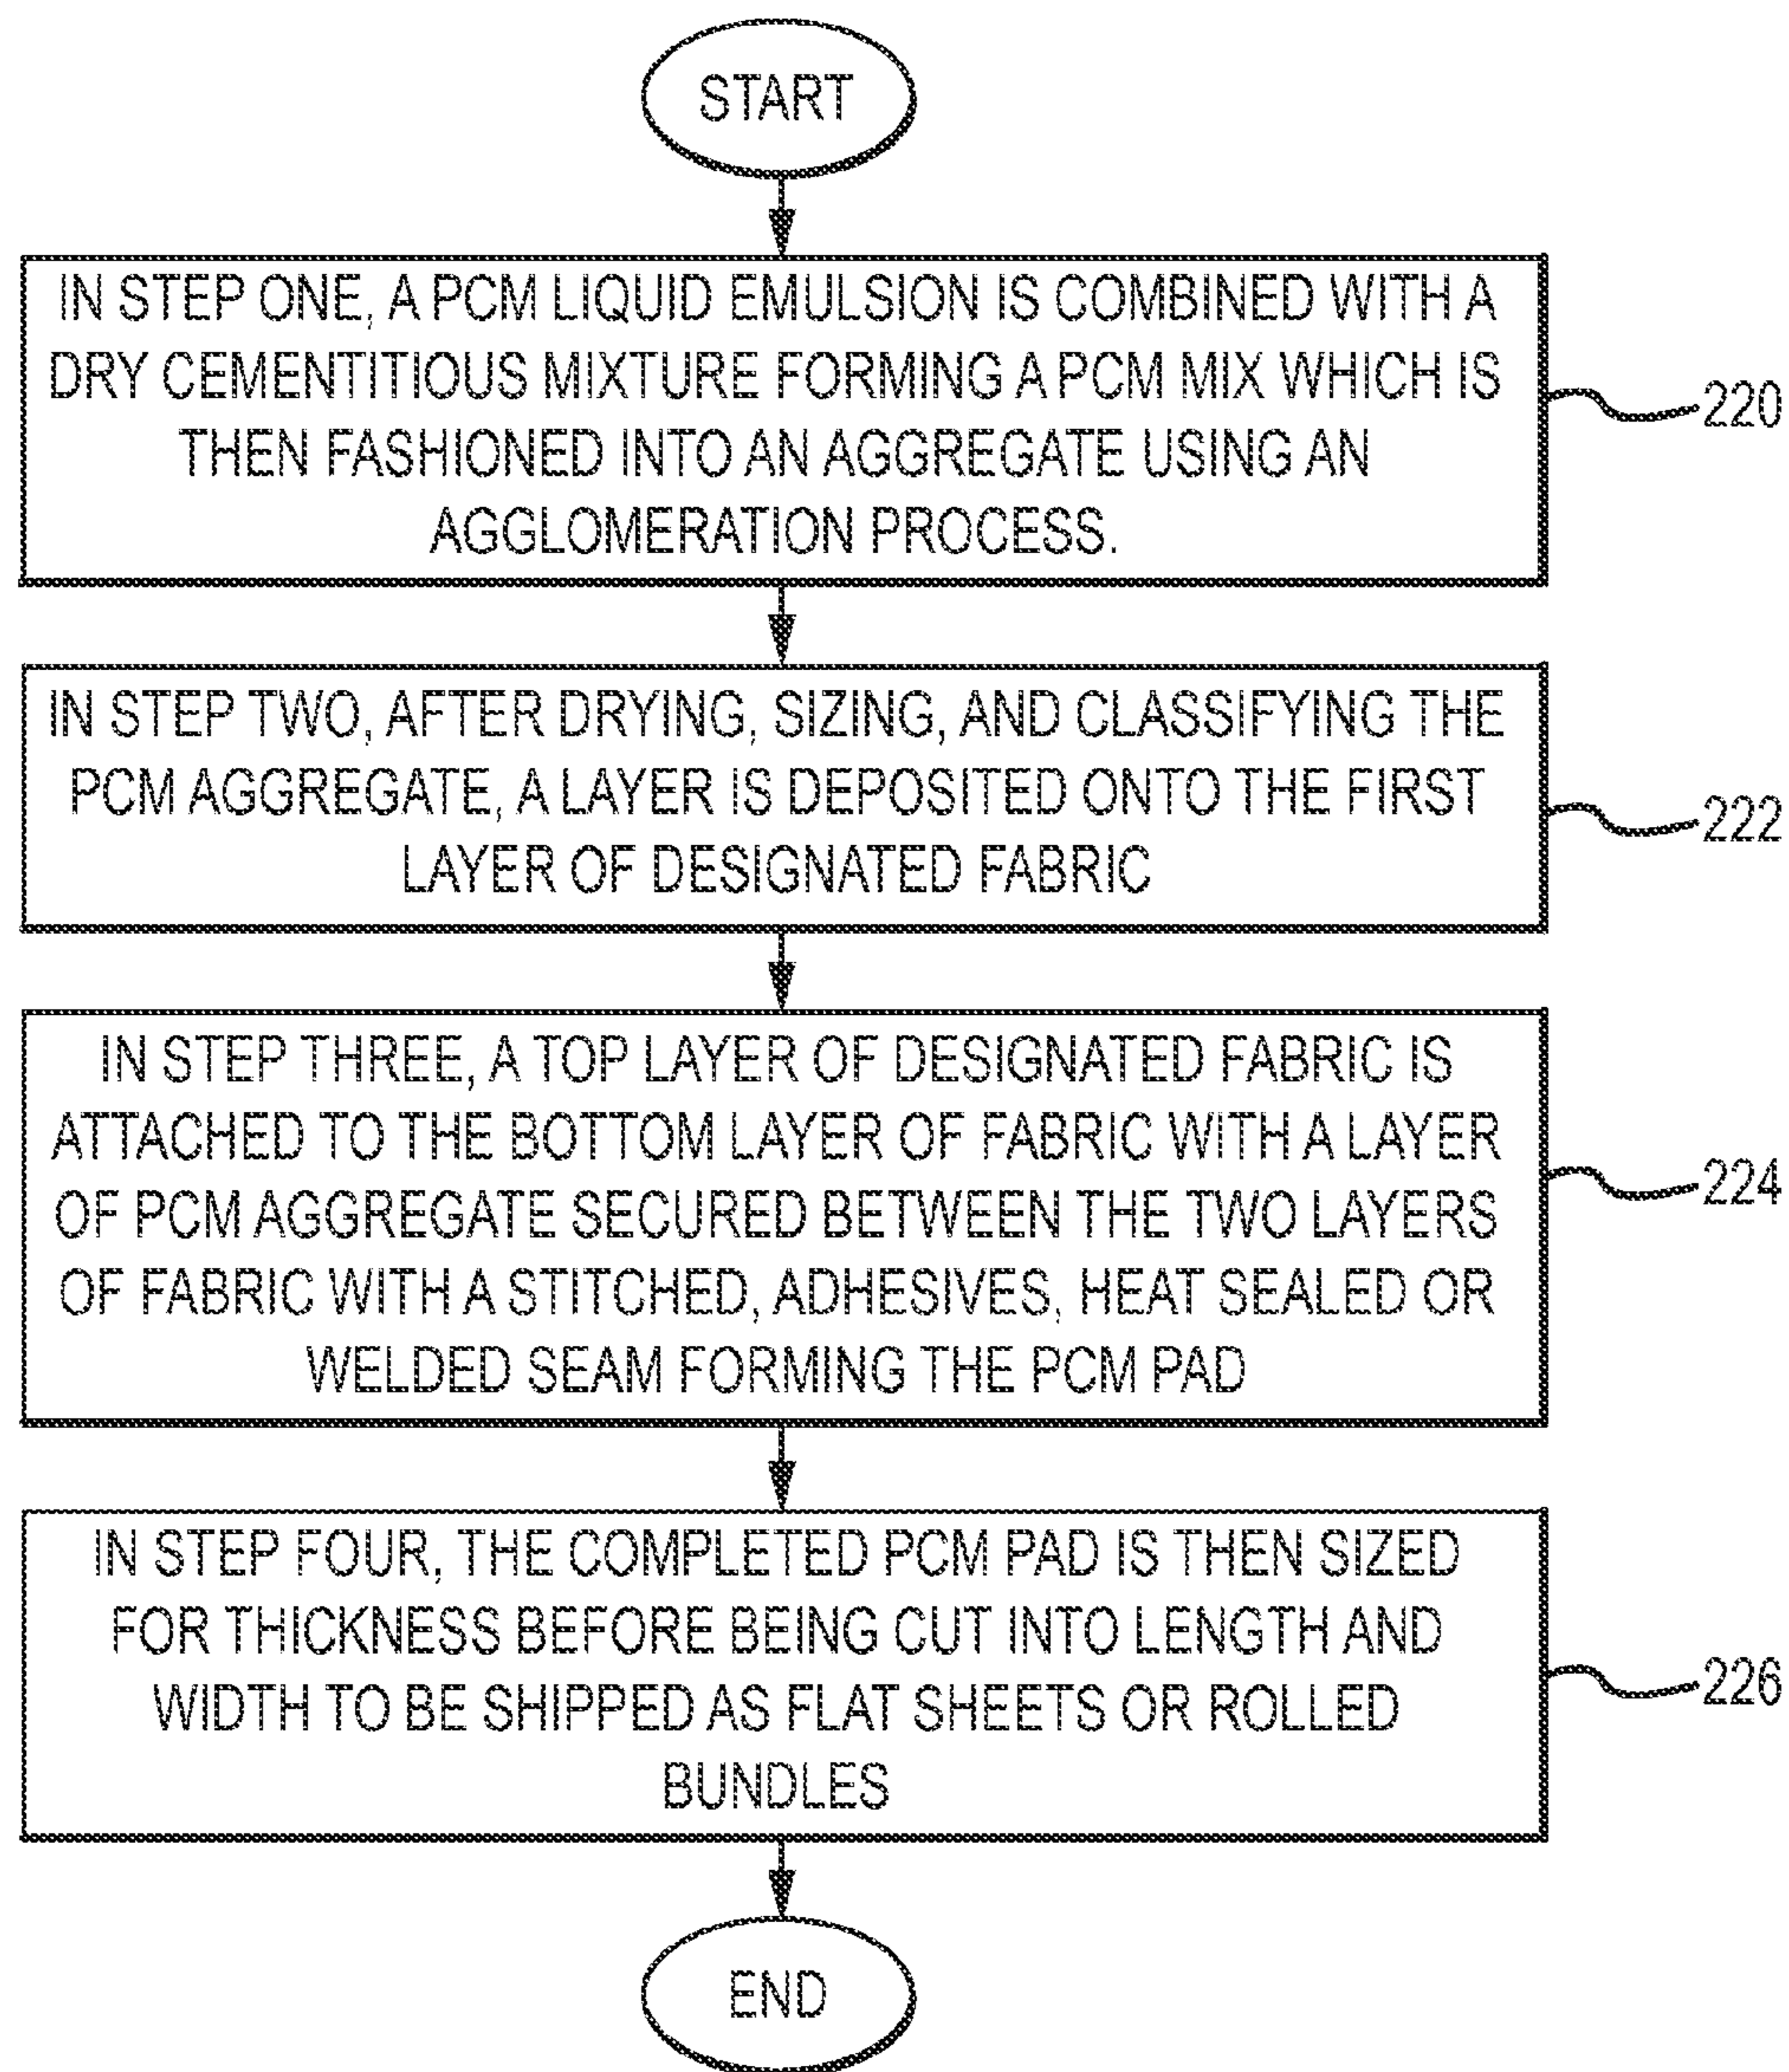 START
IN STEP ONE, A PCM LIQUID EMULSION IS COMBINED WITH A
DRY CEMENTITIOUS MIXTURE FORMING A PCM MIX WHICH IS
THEN FASHIONED INTO AN AGGREGATE USING AN
AGGLOMERATION PROCESS.
220
IN STEP TWO, AFTER DRYING, SIZING, AND CLASSIFYING THE
PCM AGGREGATE, A LAYER IS DEPOSITED ONTO THE FIRST
LAYER OF DESIGNATED FABRIC
222
IN STEP THREE, A TOP LAYER OF DESIGNATED FABRIC IS
ATTACHED TO THE BOTTOM LAYER OF FABRIC WITH A LAYER
OF PCM AGGREGATE SECURED BETWEEN THE TWO LAYERS
OF FABRIC WITH A STITCHED, ADHESIVES, HEAT SEALED OR
WELDED SEAM FORMING THE PCM PAD
224
IN STEP FOUR, THE COMPLETED PCM PAD IS THEN SIZED
FOR THICKNESS BEFORE BEING CUT INTO LENGTH AND
WIDTH TO BE SHIPPED AS FLAT SHEETS OR ROLLED
BUNDLES
226
END